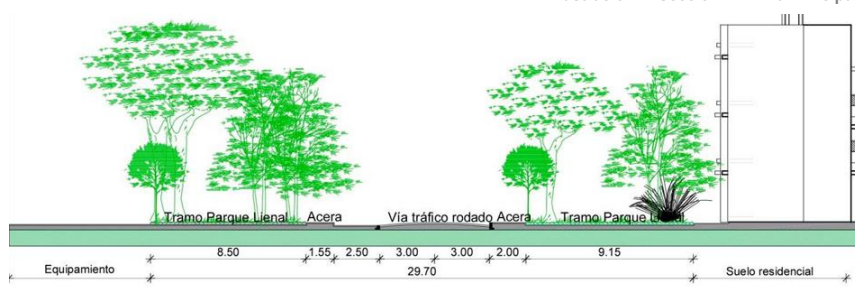 Tramo Parque Lienal Acera Vía tráfico rodado Acera Tramo Parque Lienal
8.50 1.55 2.50 3.00 3.00 2.00 9.15
Equipamiento 29.70 Suelo residencial